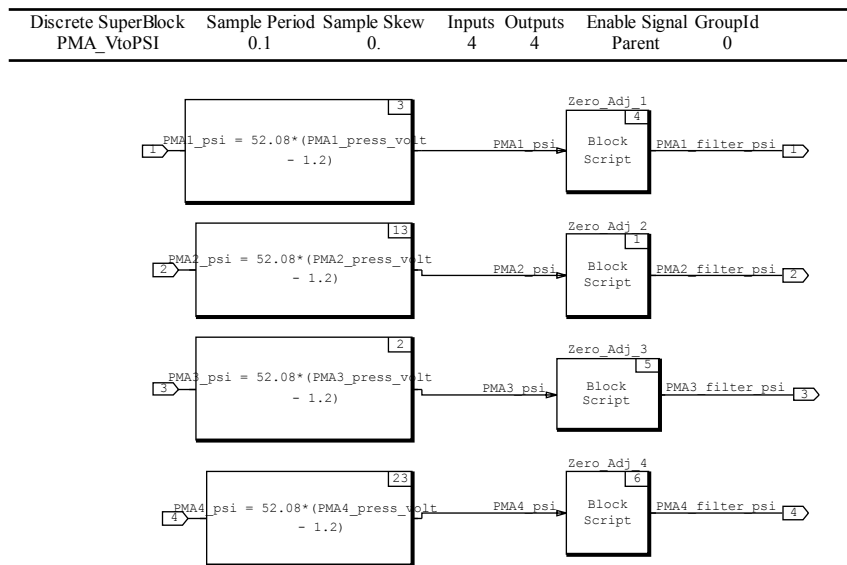 Discrete SuperBlock Sample Period Sample Skew Inputs Outputs Enable Signal GroupId
PMA_VtoPSI 0.1 0. 4 4 Parent 0
3
Zero_Adj_1
4
1
PMA1_psi = 52.08*(PMA1_press_volt
- 1.2)
PMA1_psi
Block
Script
PMA1_filter_psi
1
13
Zero_Adj_2
1
2
PMA2_psi = 52.08*(PMA2_press_volt
- 1.2)
PMA2_psi
Block
Script
PMA2_filter_psi
2
2
Zero_Adj_3
5
3
PMA3_psi = 52.08*(PMA3_press_volt
- 1.2)
PMA3_psi
Block
Script
PMA3_filter_psi
3
23
Zero_Adj_4
6
4
PMA4_psi = 52.08*(PMA4_press_volt
- 1.2)
PMA4_psi
Block
Script
PMA4_filter_psi
4